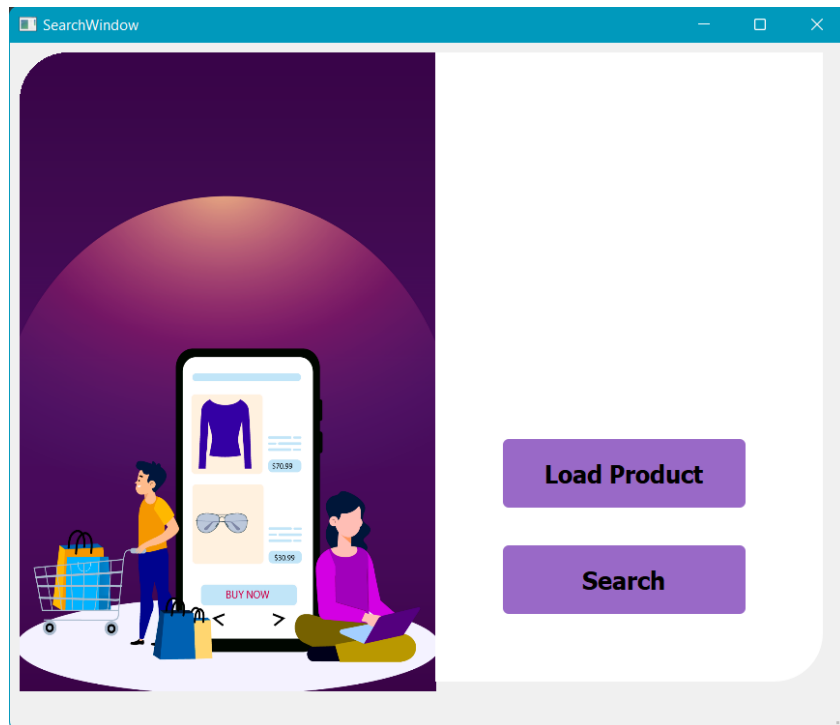 SearchWindow
$70.99
$30.99
BUY NOW
< >
Load Product
Search